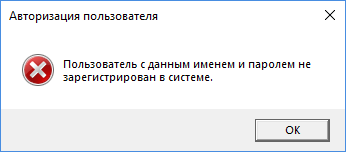 Авторизация пользователя
Пользователь с данным именем и паролем не
зарегистрирован в системе.
OK